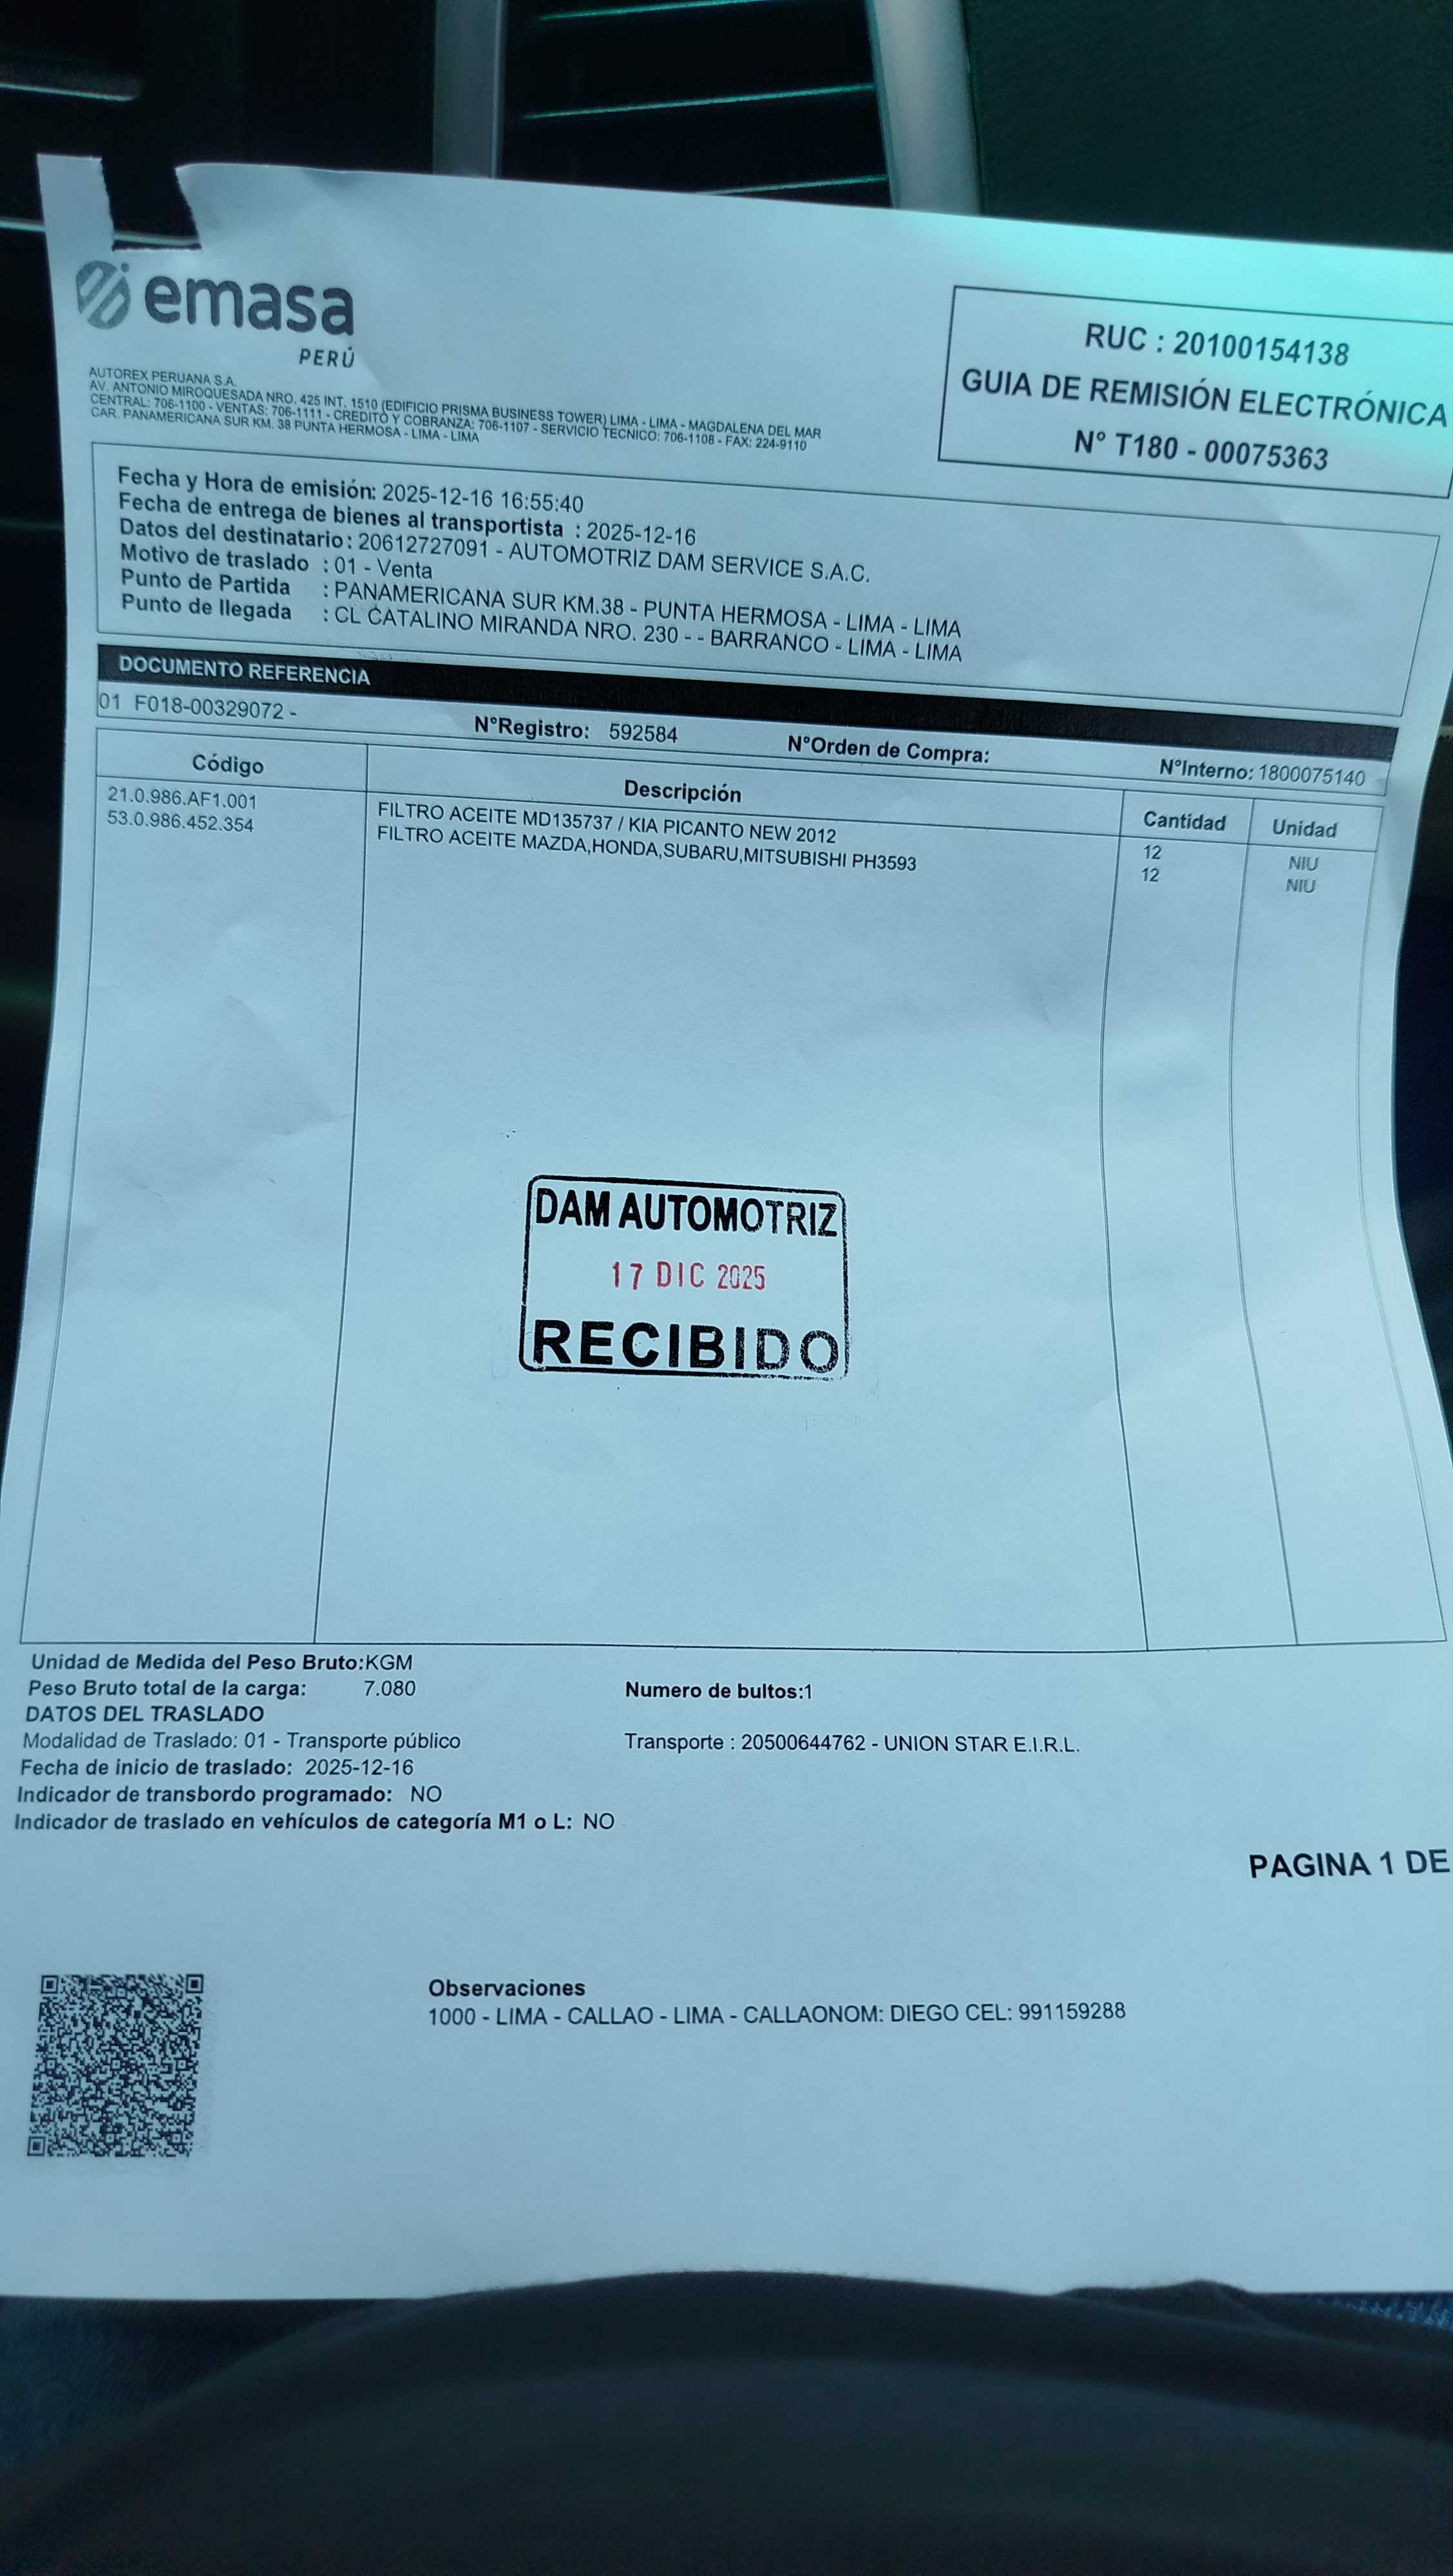 emasa
PERÚ
AUTOREX PERUANA S.A.
AV. ANTONIO MIROQUESADA NRO. 425 INT. 1510 (EDIFICIO PRISMA BUSINESS TOWER) LIMA - LIMA - MAGDALENA DEL MAR
CENTRAL: 706-1100 - VENTAS: 706-1111 - CREDITO Y COBRANZA: 706-1107 - SERVICIO TECNICO: 706-1108 - FAX: 224-9110
CAR. PANAMERICANA SUR KM. 38 PUNTA HERMOSA - LIMA - LIMA
RUC : 20100154138
GUIA DE REMISIÓN ELECTRÓNICA
N° T180 - 00075363
Fecha y Hora de emisión: 2025-12-16 16:55:40
Fecha de entrega de bienes al transportista : 2025-12-16
Datos del destinatario : 20612727091 - AUTOMOTRIZ DAM SERVICE S.A.C.
Motivo de traslado : 01 - Venta
Punto de Partida : PANAMERICANA SUR KM.38 - PUNTA HERMOSA - LIMA - LIMA
Punto de llegada : CL CATALINO MIRANDA NRO. 230 - - BARRANCO - LIMA - LIMA
DOCUMENTO REFERENCIA
01 F018-00329072 - N°Registro: 592584 N°Orden de Compra: N°Interno: 1800075140
Código Descripción Cantidad Unidad
21.0.986.AF1.001 FILTRO ACEITE MD135737 / KIA PICANTO NEW 2012 12 NIU
53.0.986.452.354 FILTRO ACEITE MAZDA,HONDA,SUBARU,MITSUBISHI PH3593 12 NIU
DAM AUTOMOTRIZ
17 DIC 2025
RECIBIDO
Unidad de Medida del Peso Bruto:KGM
Peso Bruto total de la carga: 7.080 Numero de bultos:1
DATOS DEL TRASLADO
Modalidad de Traslado: 01 - Transporte público Transporte : 20500644762 - UNION STAR E.I.R.L.
Fecha de inicio de traslado: 2025-12-16
Indicador de transbordo programado: NO
Indicador de traslado en vehículos de categoría M1 o L: NO
PAGINA 1 DE
Observaciones
1000 - LIMA - CALLAO - LIMA - CALLAONOM: DIEGO CEL: 991159288